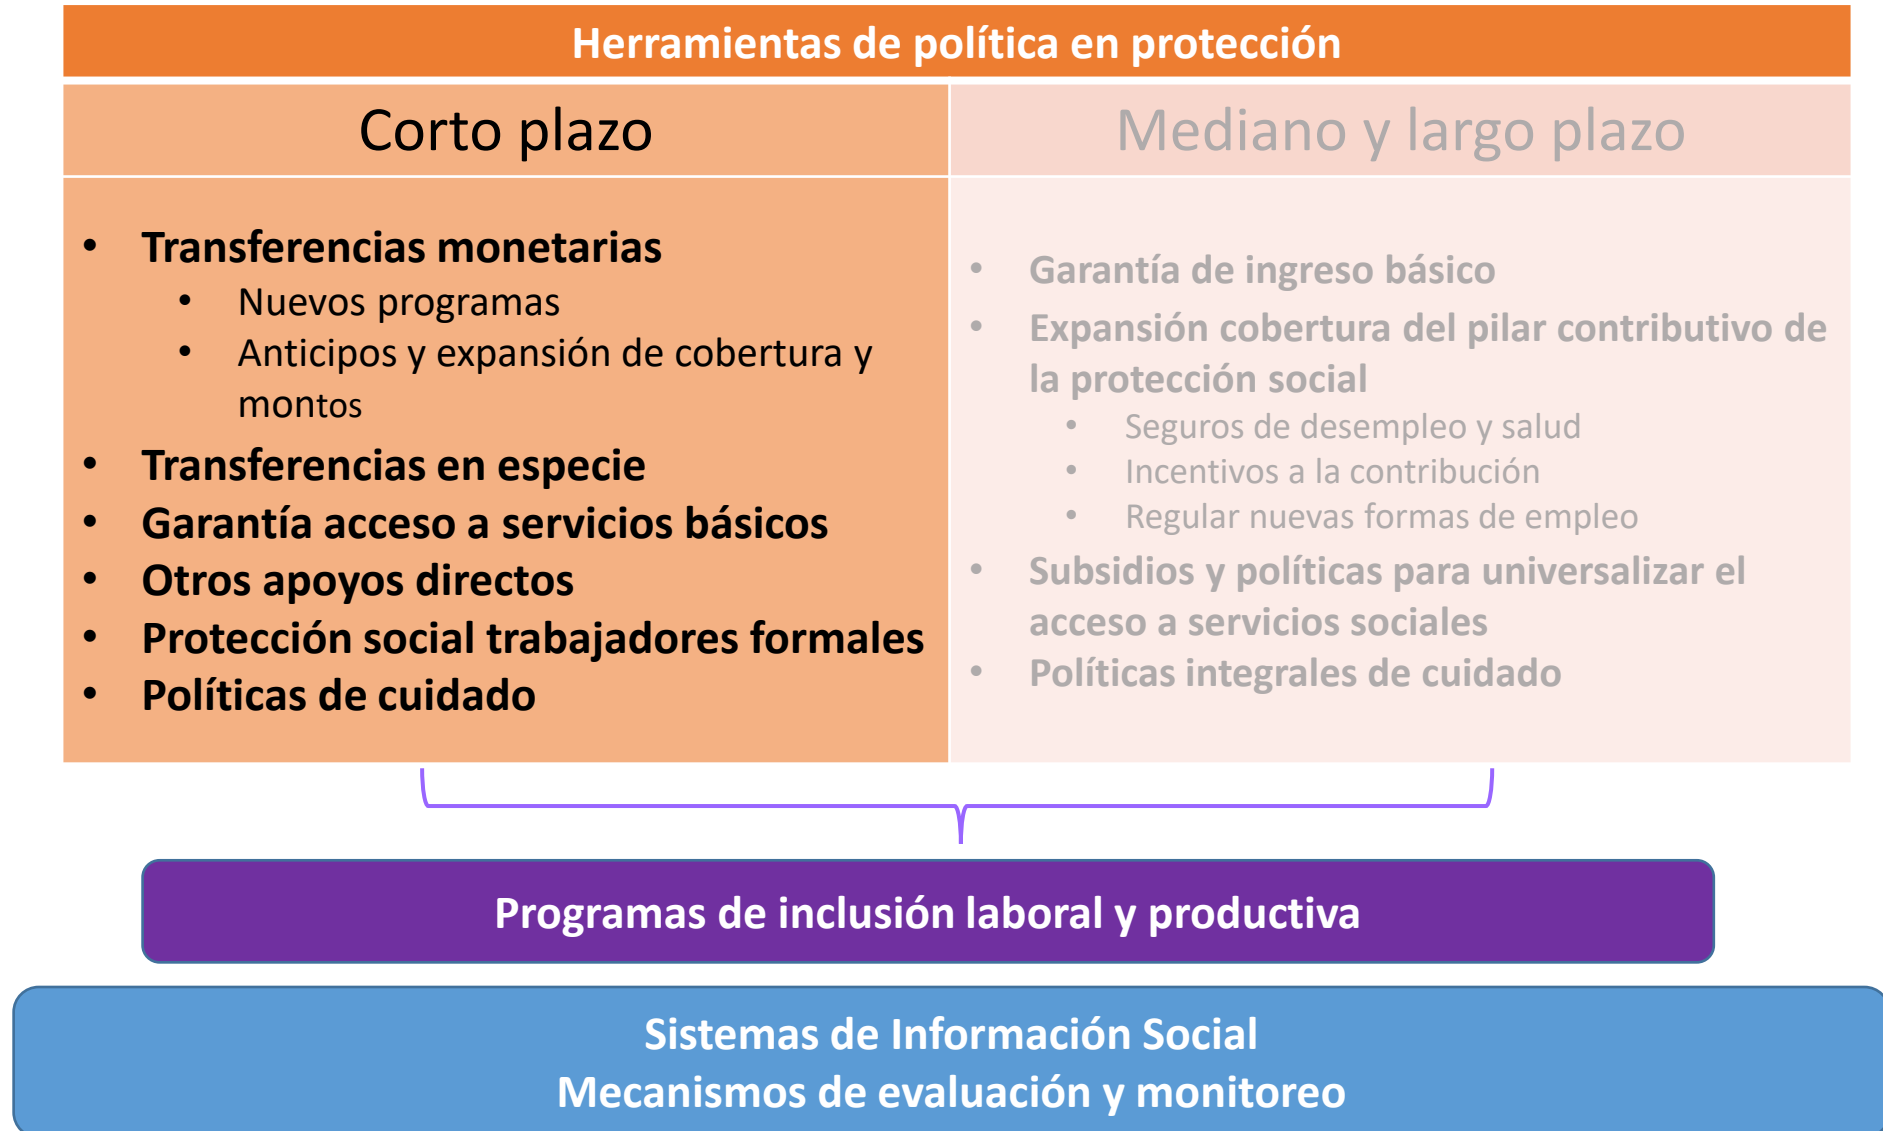 Herramientas de política en protección
Corto plazo
• Transferencias monetarias
• Nuevos programas
• Anticipos y expansión de cobertura y
montos
• Transferencias en especie
• Garantía acceso a servicios básicos
• Otros apoyos directos
• Protección social trabajadores formales
• Políticas de cuidado
Mediano y largo plazo
• Garantía de ingreso básico
• Expansión cobertura del pilar contributivo de
la protección social
• Seguros de desempleo y salud
• Incentivos a la contribución
• Regular nuevas formas de empleo
• Subsidios y políticas para universalizar el
acceso a servicios sociales
• Políticas integrales de cuidado
Programas de inclusión laboral y productiva
Sistemas de Información Social
Mecanismos de evaluación y monitoreo